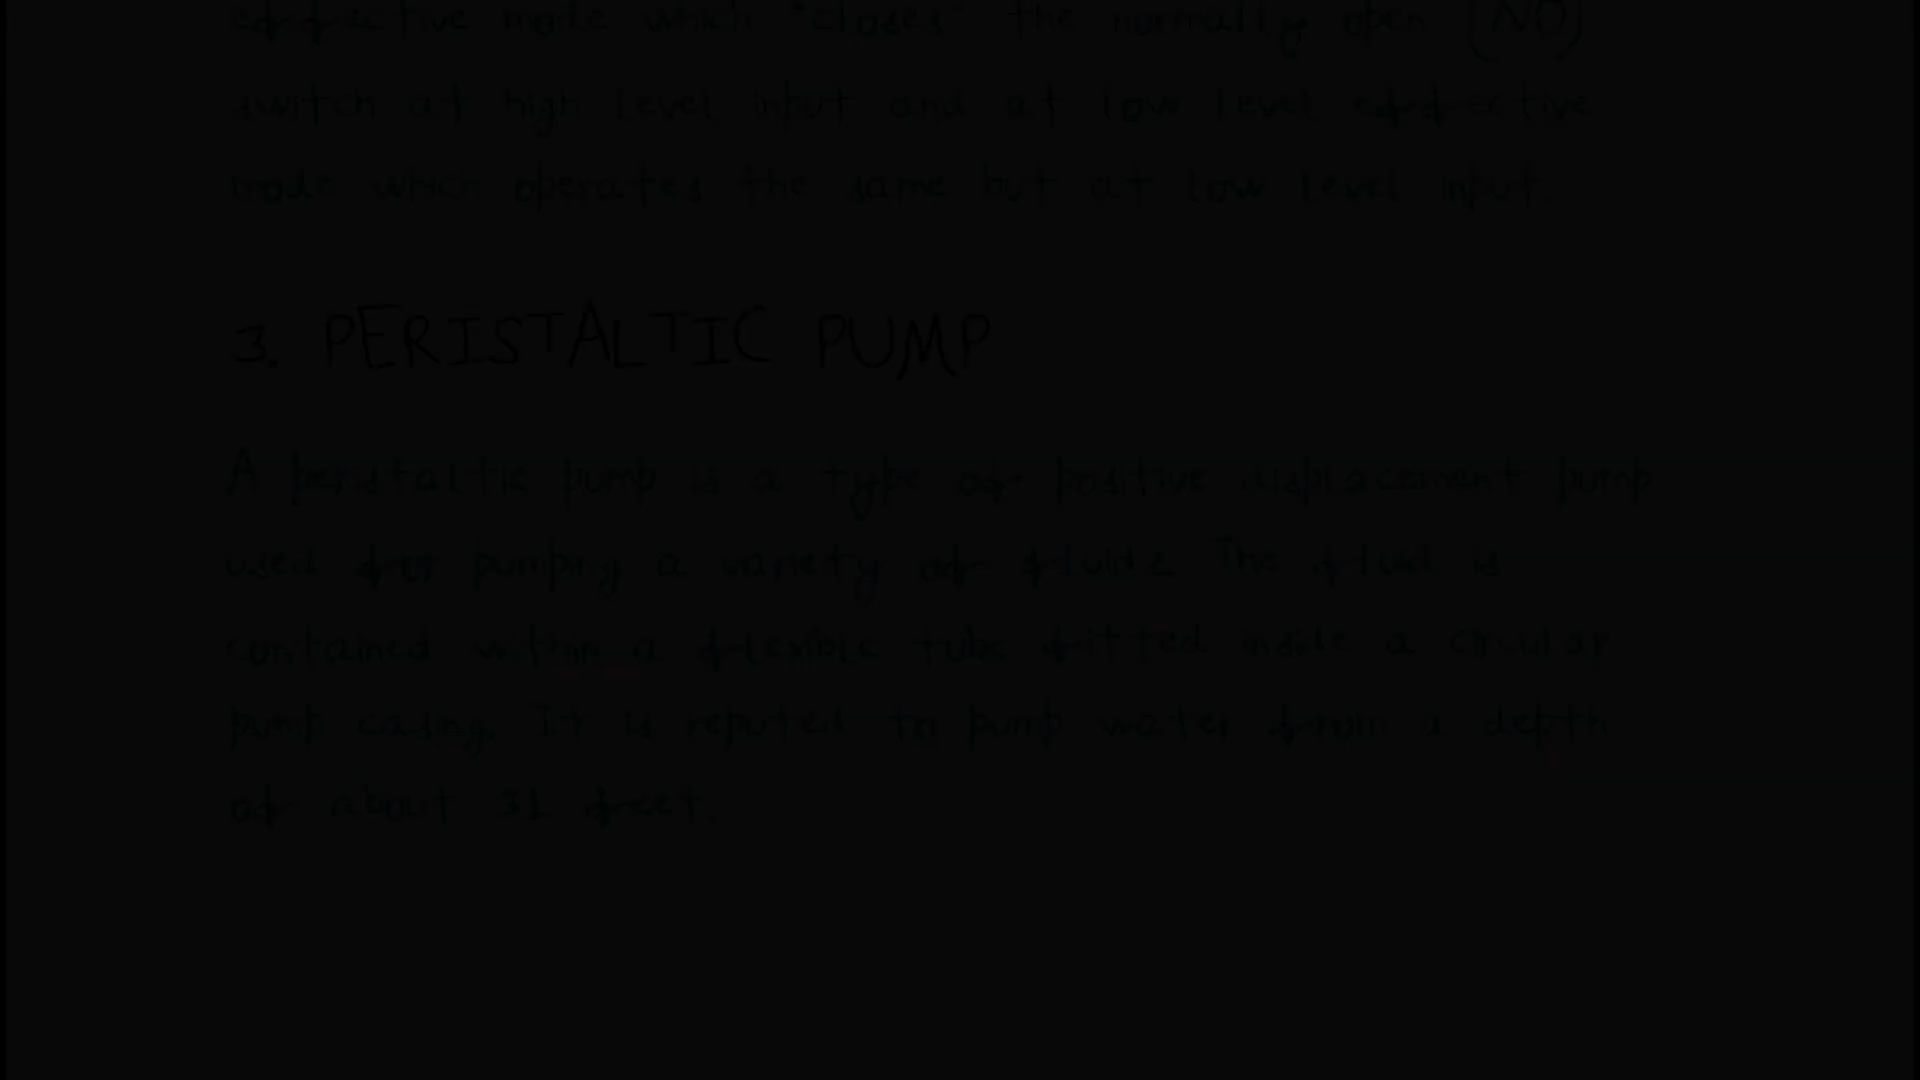 effective mode which "closes" the normally open (NO)
switch at high level input and at low level effective
mode which operates the same but at low level input.
3. PERISTALTIC PUMP
A peristaltic pump is a type of positive displacement pump
used for pumping a variety of fluids. The fluid is
contained within a flexible tube fitted inside a circular
pump casing. It is reputed to pump water from a depth
of about feet.